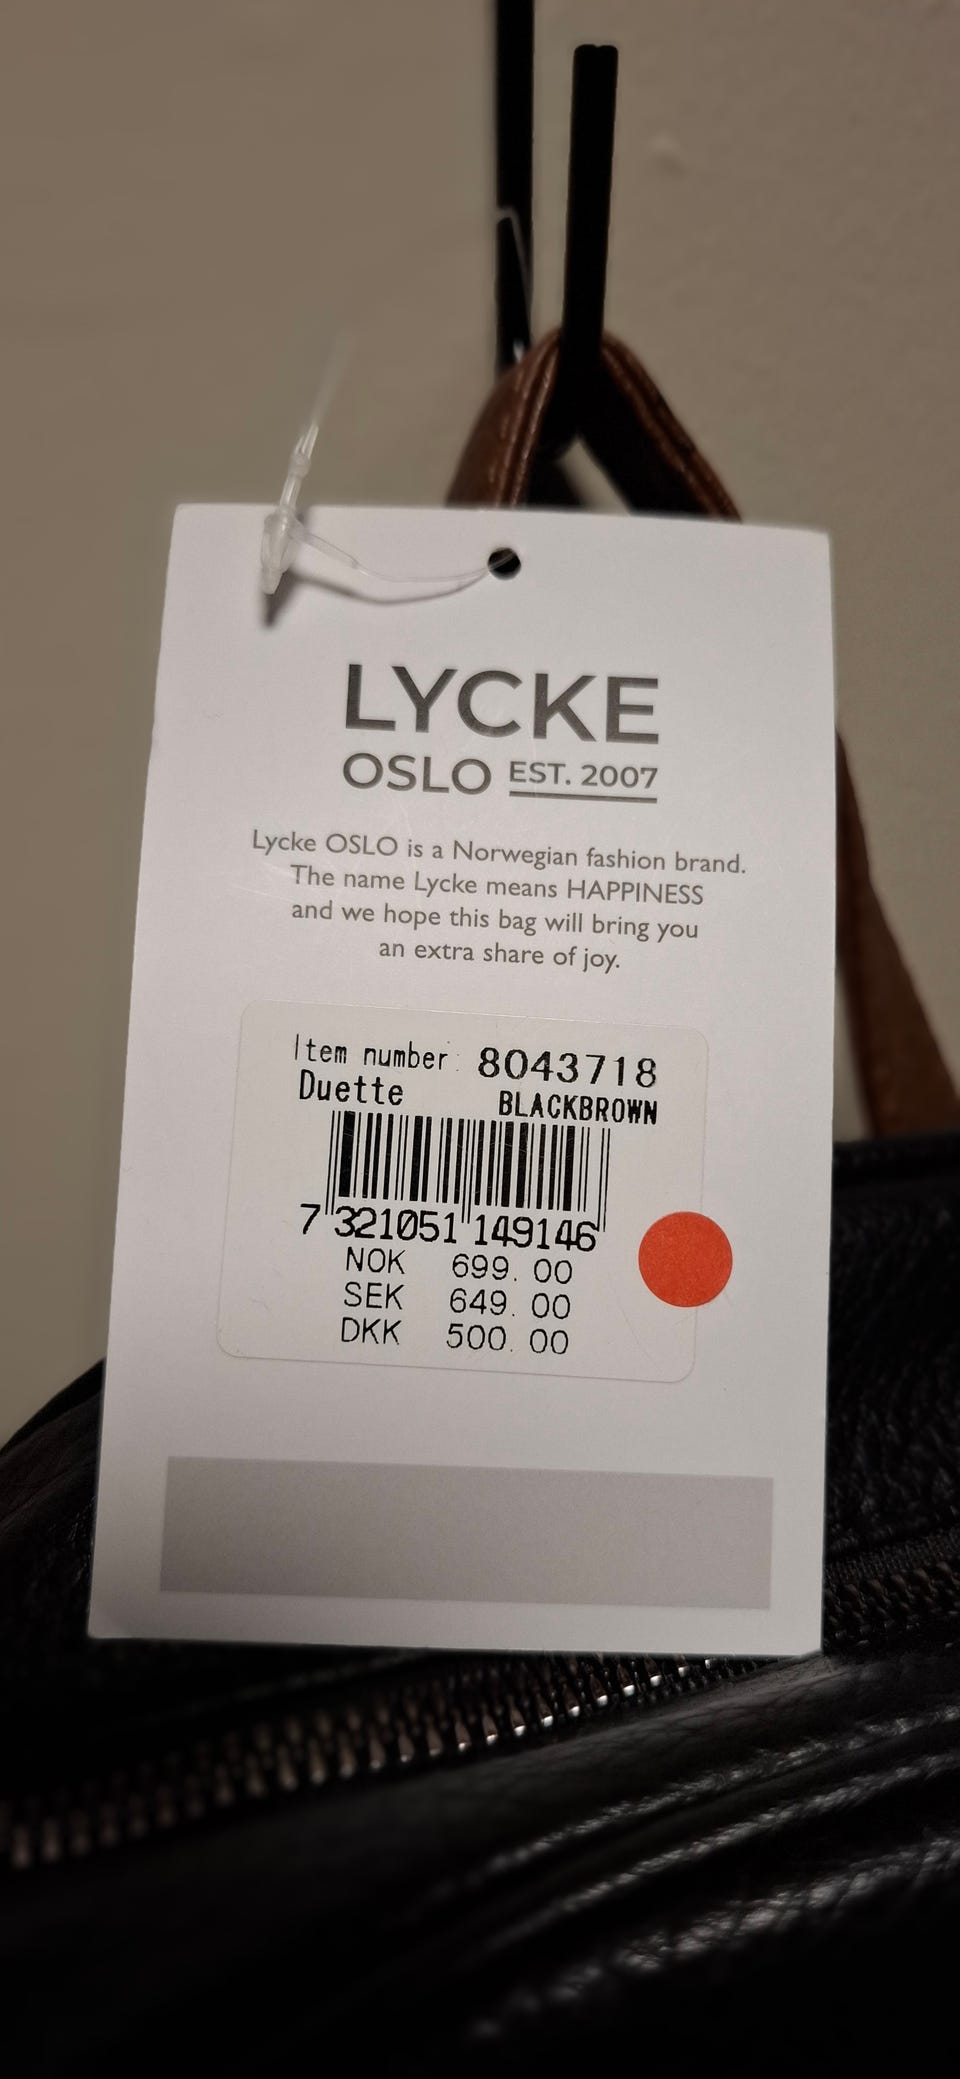 LYCKE
OSLO EST. 2007
Lycke OSLO is a Norwegian fashion brand.
The name Lycke means HAPPINESS
and we hope this bag will bring you
an extra share of joy.
Item number: 8043718
Duette BLACKBROWN
7 321051 149146
NOK 699.00
SEK 649.00
DKK 500.00